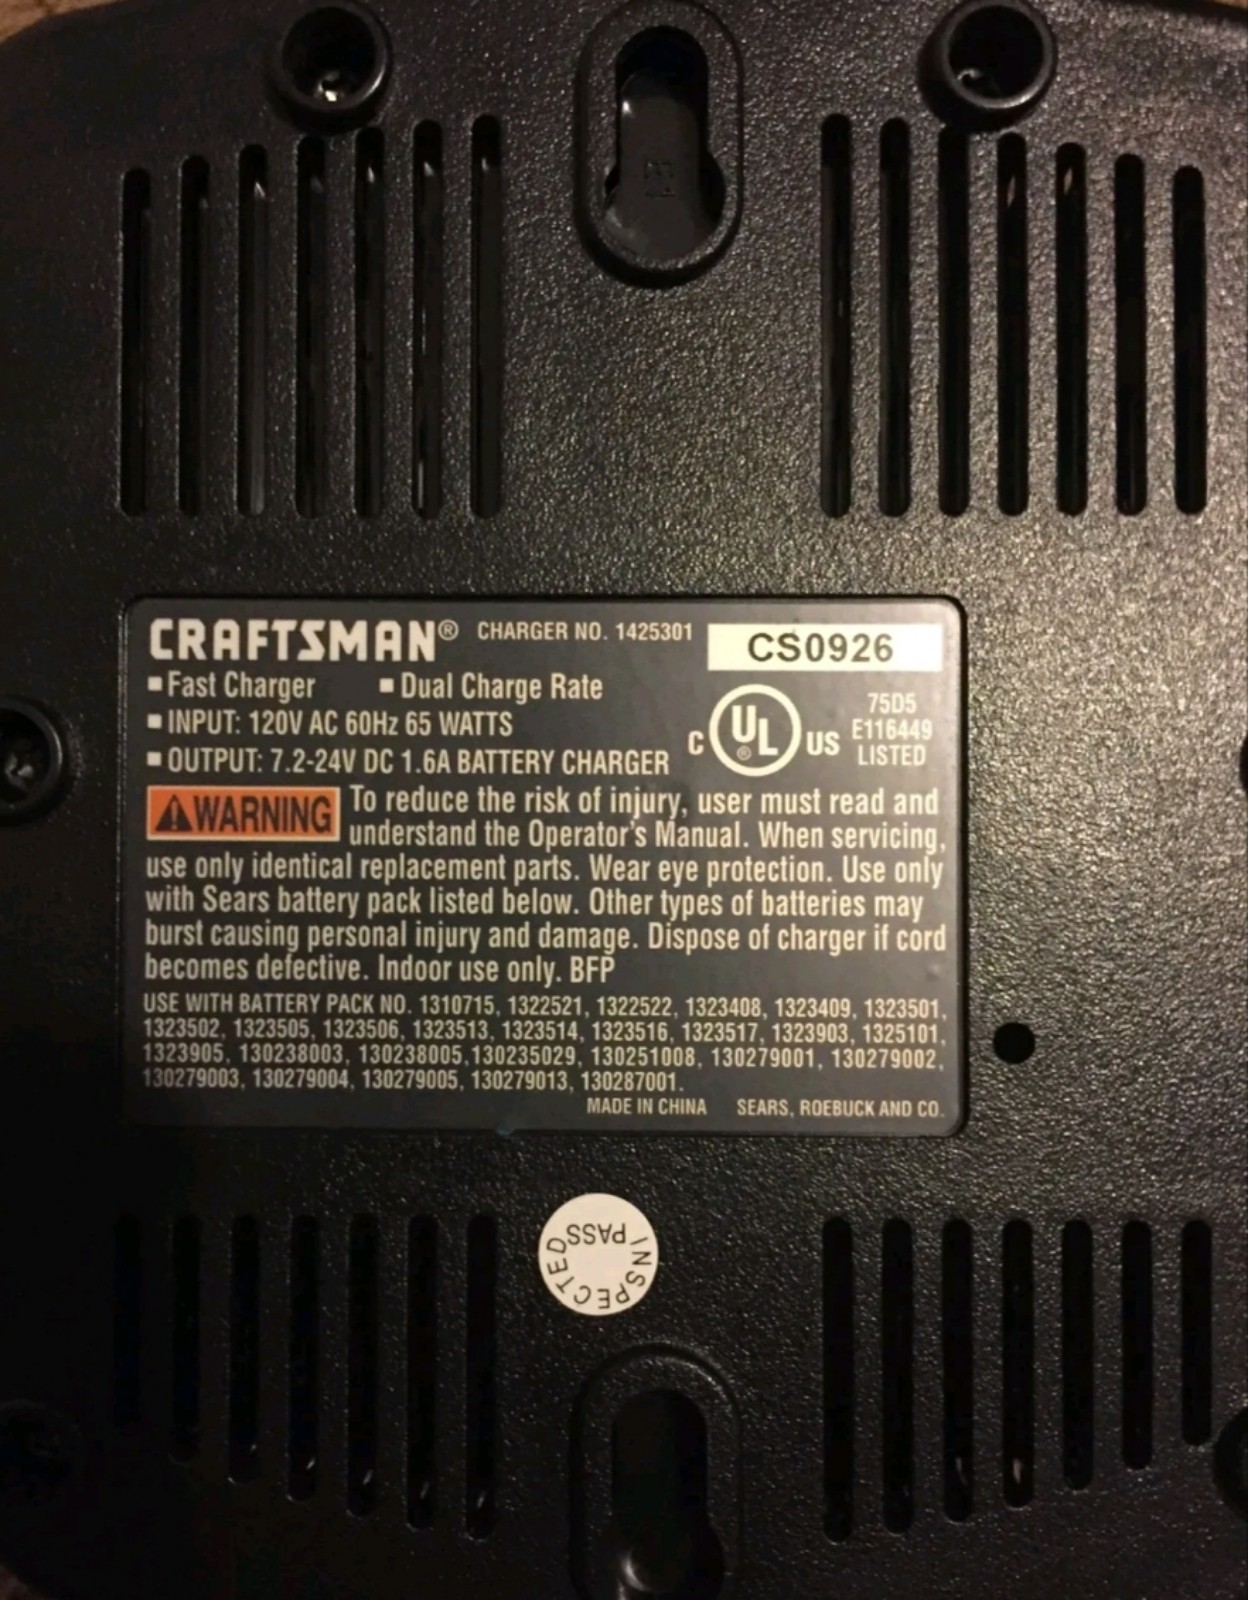 CRAFTSMAN® CHARGER NO. 1425301 CS0926
■ Fast Charger ■ Dual Charge Rate
■ INPUT: 120V AC 60Hz 65 WATTS
■ OUTPUT: 7.2-24V DC 1.6A BATTERY CHARGER
C UL ® US
75D5
E116449
LISTED
⚠WARNING To reduce the risk of injury, user must read and
understand the Operator's Manual. When servicing,
use only identical replacement parts. Wear eye protection. Use only
with Sears battery pack listed below. Other types of batteries may
burst causing personal injury and damage. Dispose of charger if cord
becomes defective. Indoor use only. BFP
USE WITH BATTERY PACK NO. 1310715, 1322521, 1322522, 1323408, 1323409, 1323501,
1323502, 1323505, 1323506, 1323513, 1323514, 1323516, 1323517, 1323903, 1325101,
1323905, 130238003, 130238005,130235029, 130251008, 130279001, 130279002,
130279003, 130279004, 130279005, 130279013, 130287001.
MADE IN CHINA SEARS, ROEBUCK AND CO.
INSPECTED
PASS